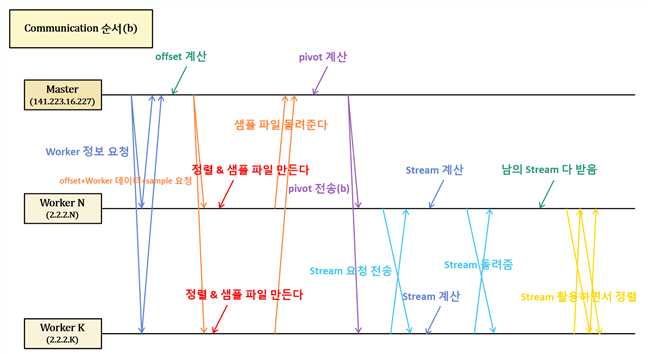 Communication 순서(b)
offset 계산
pivot 계산
Master
(141.223.16.227)
샘플 파일 돌려준다
Worker 정보 요청
정렬 & 샘플 파일 만든다
Stream 계산
남의 Stream 다 받음
offset+Worker 데이터+sample 요청
pivot 전송(b)
Worker N
(2.2.2.N)
Stream 요청 전송
Stream 돌려줌
정렬 & 샘플 파일 만든다
Stream 계산
Stream 활용하면서 정렬
Worker K
(2.2.2.K)